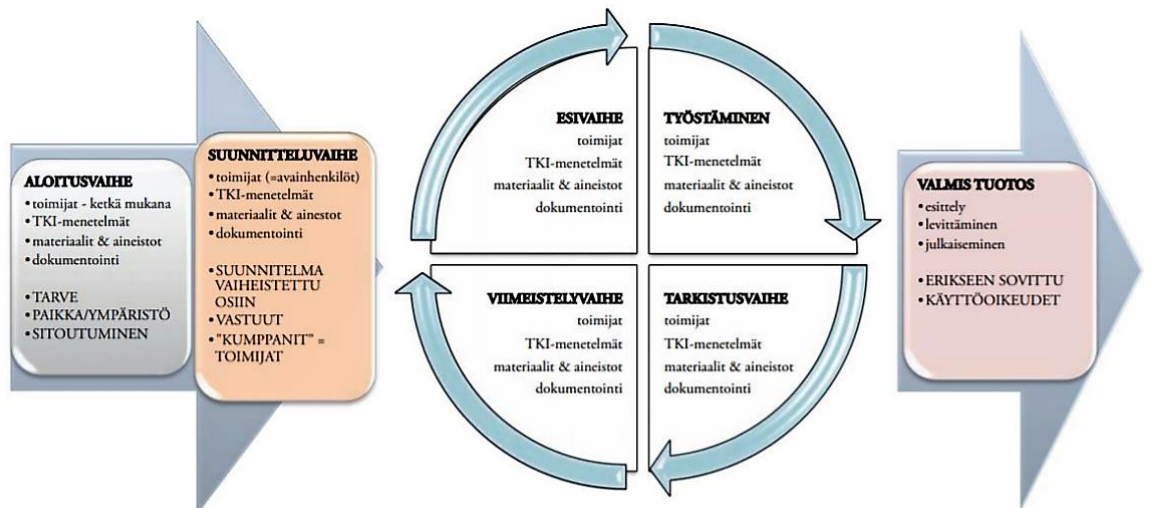 ALOITUSVAIHE
•toimijat - ketkä mukana
•TKI-menetelmät
•materiaalit & aineistot
•dokumentointi
•TARVE
•PAIKKA/YMPÄRISTÖ
•SITOUTUMINEN
SUUNNITTELUVAIHE
•toimijat (=avainhenkilöt)
•TKI-menetelmät
•materiaalit & ainestot
•dokumentointi
•SUUNNITELMA
VAIHEISTETTU
OSIIN
•VASTUUT
•"KUMPPANIT" =
TOIMIJAT
ESIVAIHE
toimijat
TKI-menetelmät
materiaalit & aineistot
dokumentointi
TYÖSTÄMINEN
toimijat
TKI-menetelmät
materiaalit & aineistot
dokumentointi
VIIMEISTELYVAIHE
toimijat
TKI-menetelmät
materiaalit & aineistot
dokumentointi
TARKISTUSVAIHE
toimijat
TKI-menetelmät
materiaalit & aineistot
dokumentointi
VALMIS TUOTOS
•esittely
•levittäminen
•julkaiseminen
•ERIKSEEN SOVITTU
•KÄYTTÖOIKEUDET